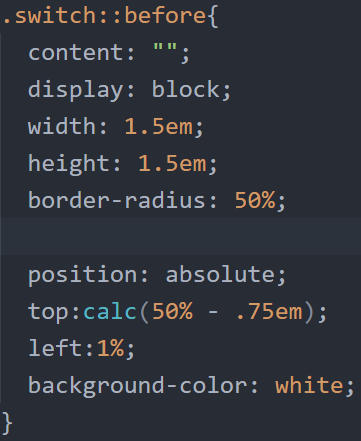 .switch::before{
content: "";
display: block;
width: 1.5em;
height: 1.5em;
border-radius: 50%;
position: absolute;
top:calc(50% - .75em);
left:1%;
background-color: white;
}